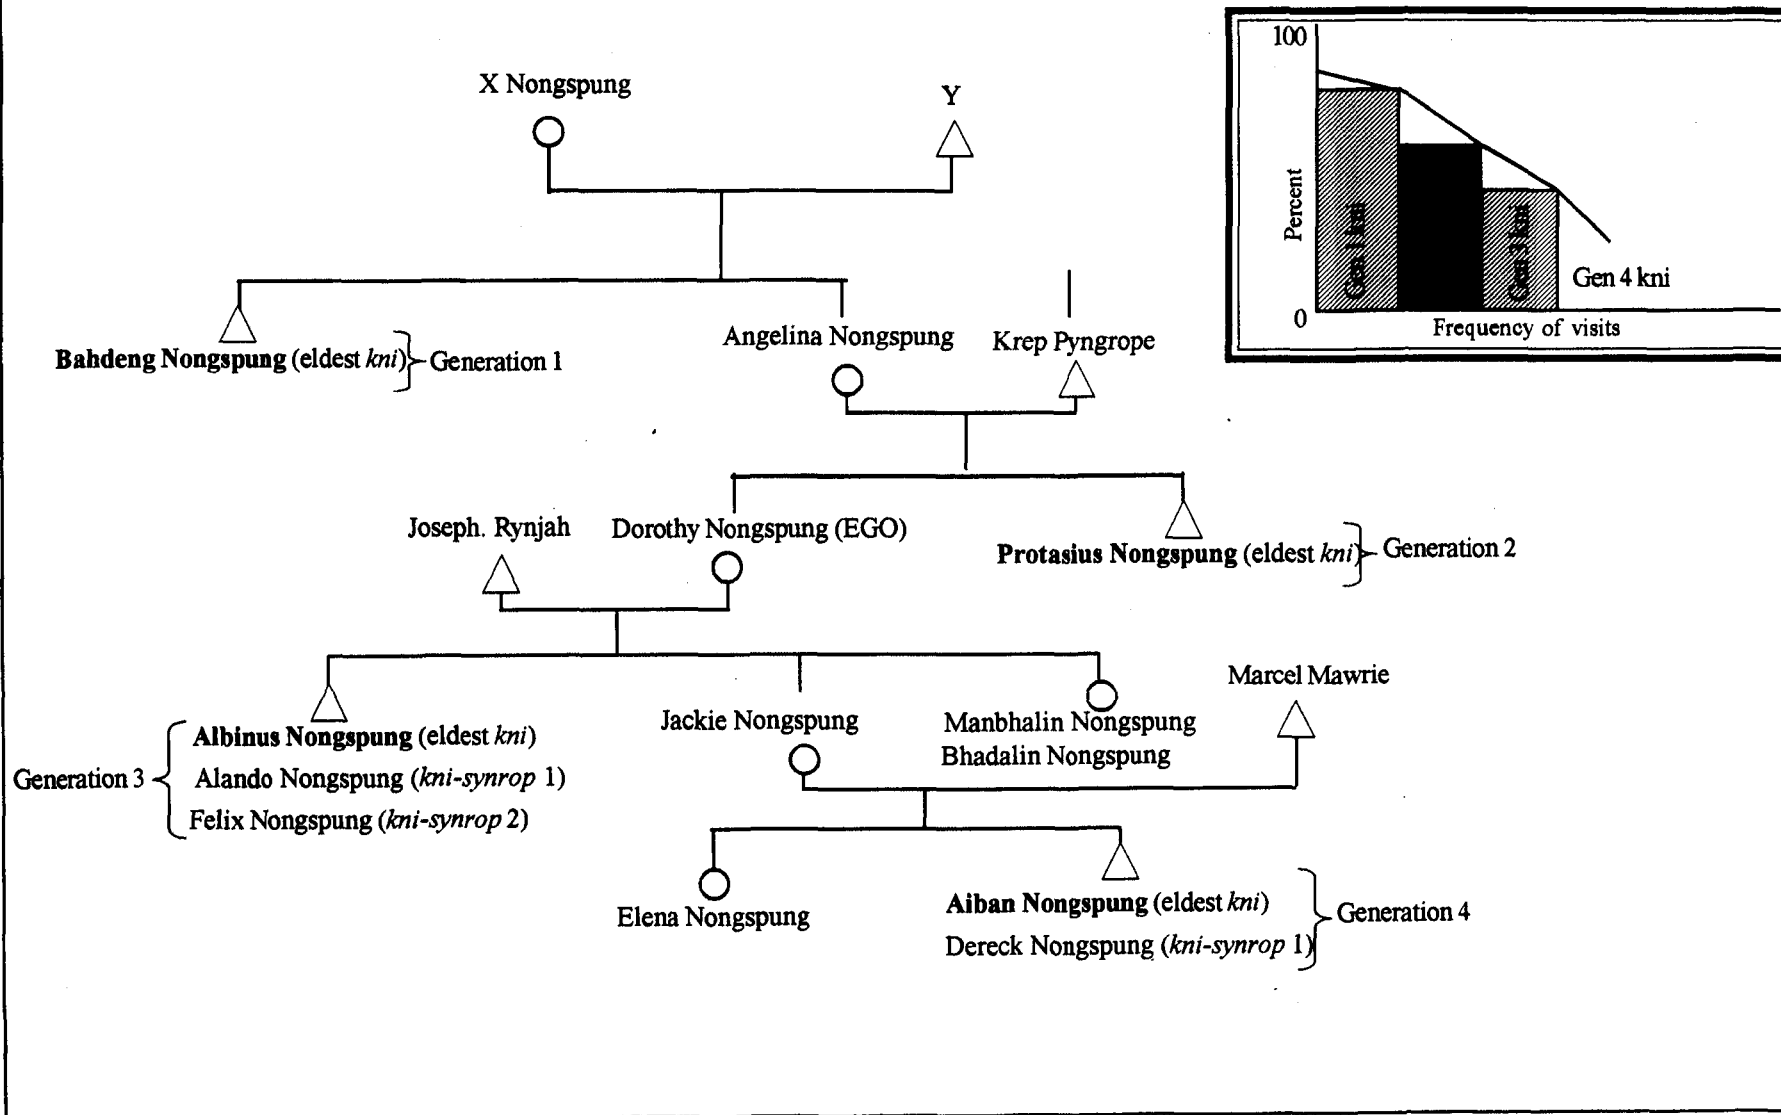 X Nongspung
Y
Bahdeng Nongspung (eldest kni)
Generation 1
Angelina Nongspung
Krep Pyngrope
Joseph. Rynjah
Dorothy Nongspung (EGO)
Protasius Nongspung (eldest kni)
Generation 2
Marcel Mawrie
Generation 3
Albinus Nongspung (eldest kni)
Alando Nongspung (kni-synrop 1)
Felix Nongspung (kni-synrop 2)
Jackie Nongspung
Manbhalin Nongspung
Bhadalin Nongspung
Elena Nongspung
Aiban Nongspung (eldest kni)
Dereck Nongspung (kni-synrop 1)
Generation 4
100
Percent
0
Gen 1 kni
Gen 3 kni
Gen 4 kni
Frequency of visits